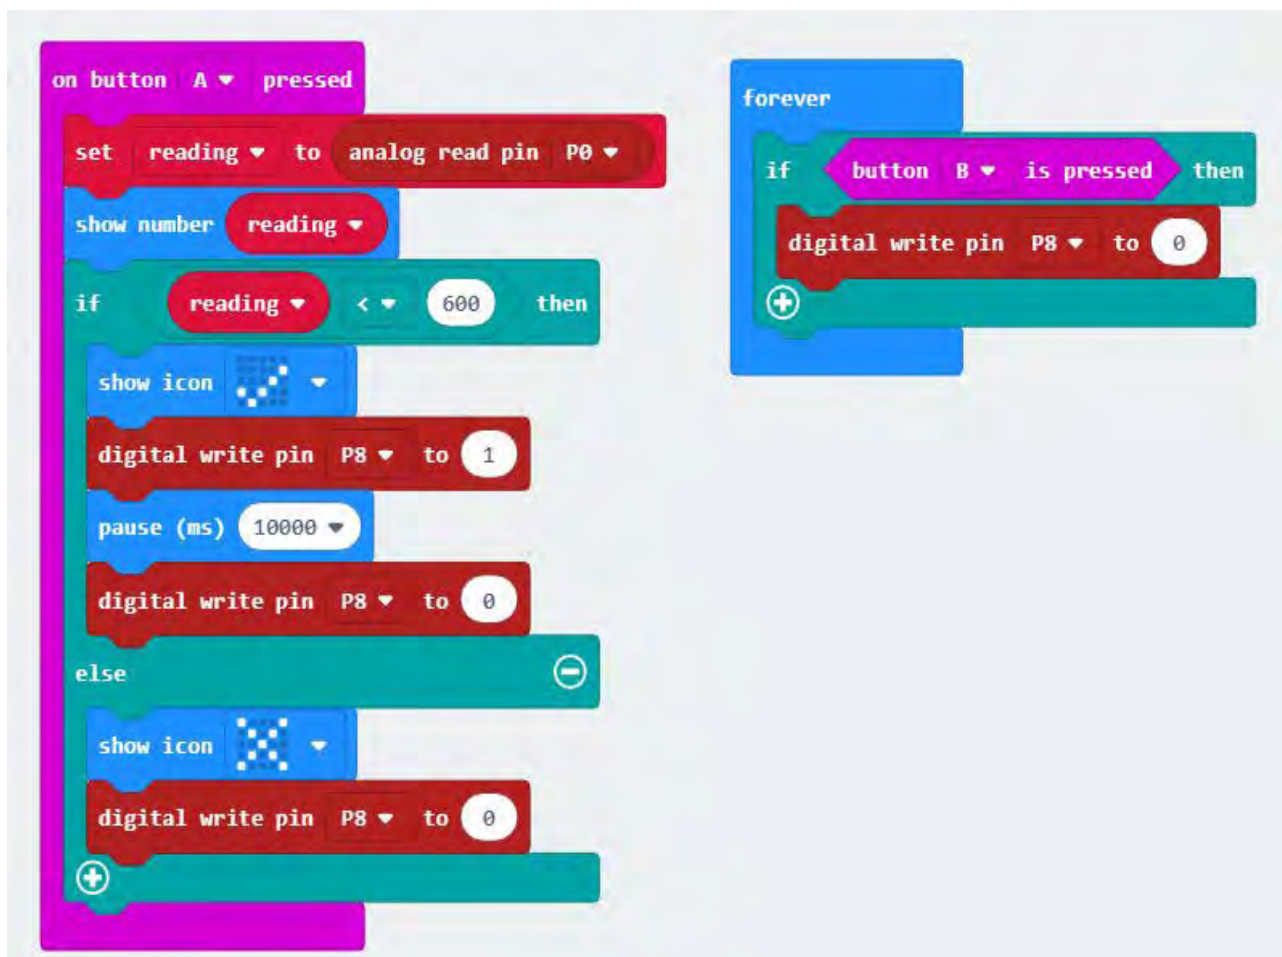 on button A pressed
set reading to analog read pin P0
show number reading
if reading < 600 then
show icon
digital write pin P8 to 1
pause (ms) 10000
digital write pin P8 to 0
else
show icon
digital write pin P8 to 0
forever
if button B is pressed then
digital write pin P8 to 0